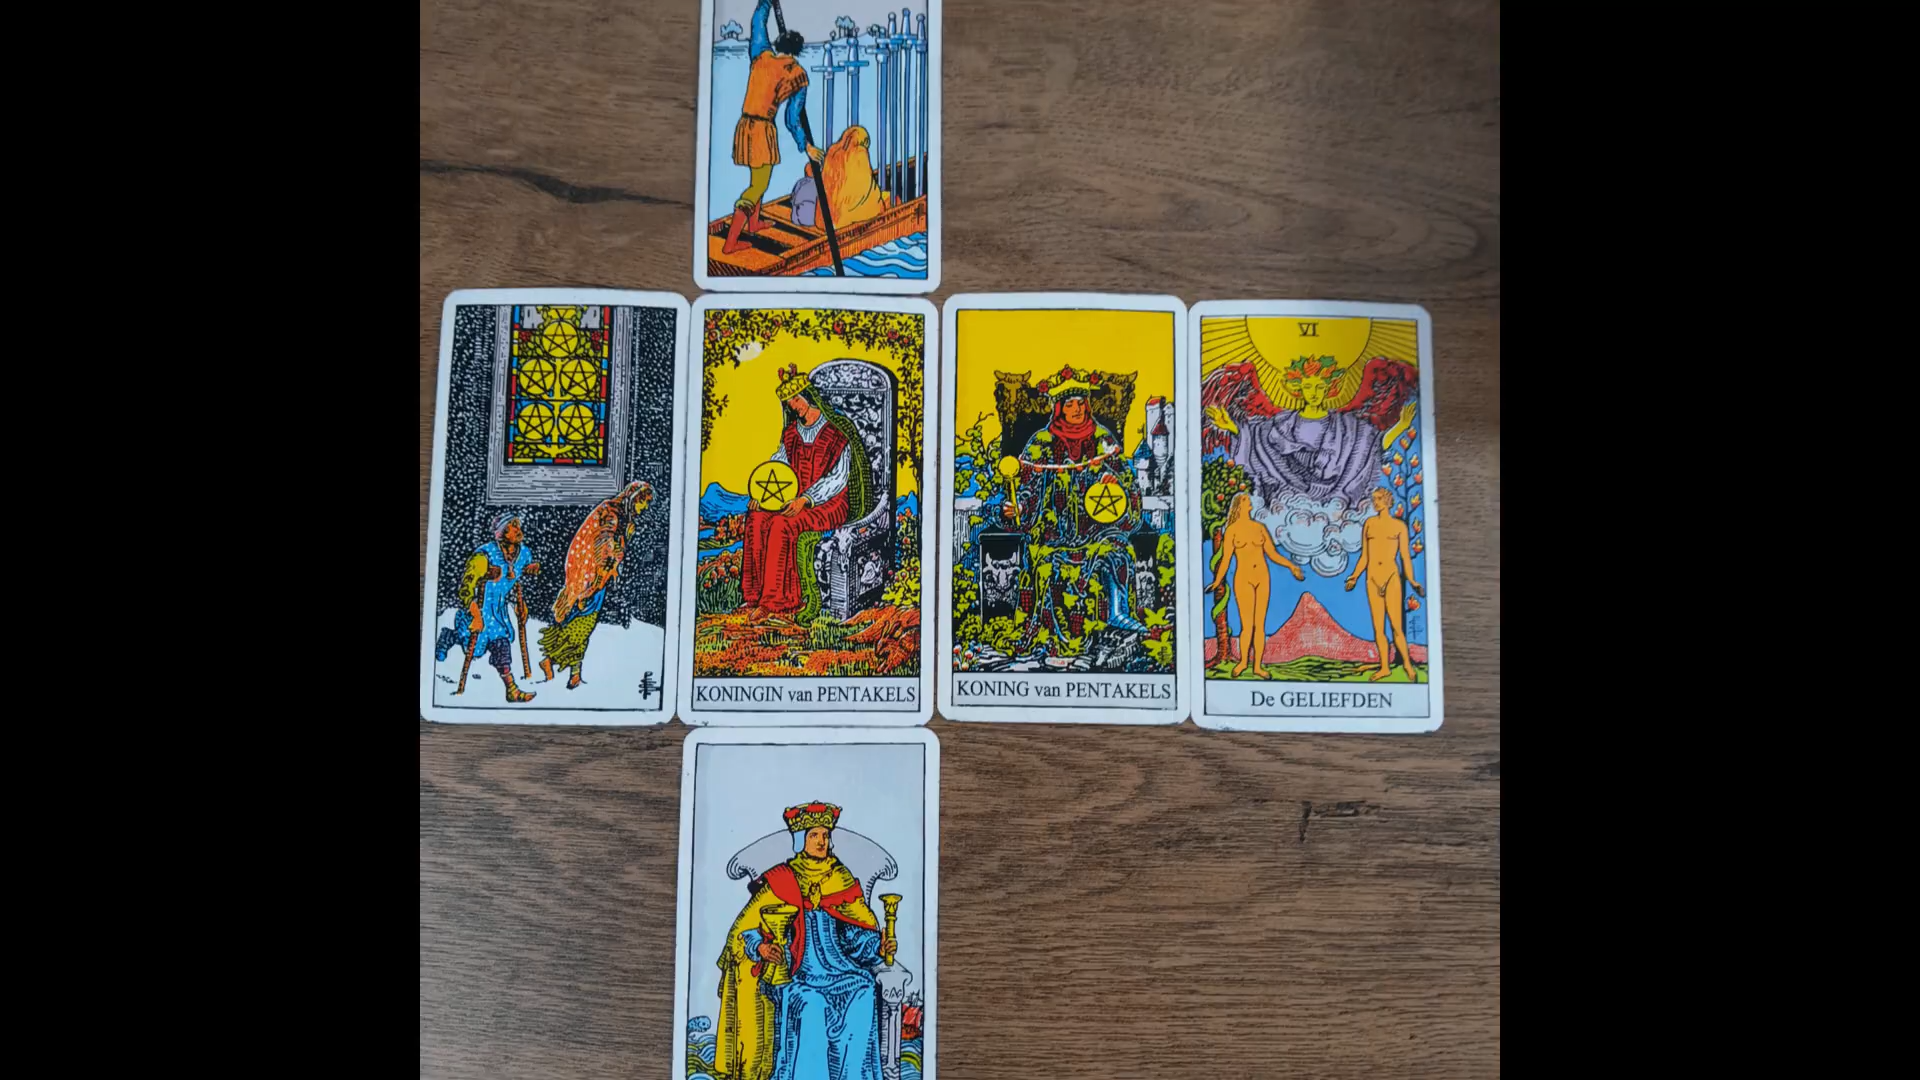 VI
KONINGIN van PENTAKELS
KONING van PENTAKELS
De GELIEFDEN